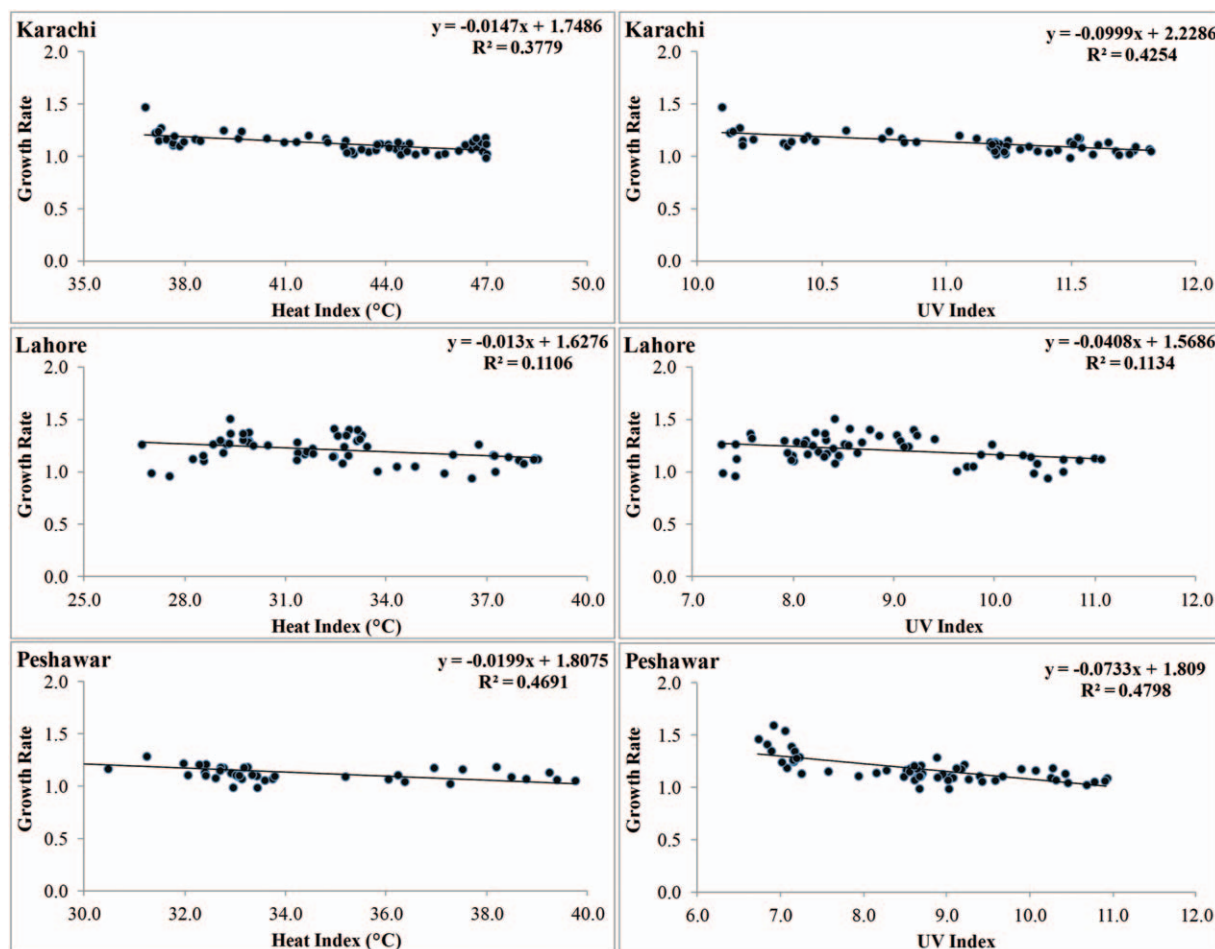 Karachi
y = -0.0147x + 1.7486
R² = 0.3779
2.0
1.5
1.0
0.5
0.0
Growth Rate
35.0 38.0 41.0 44.0 47.0 50.0
Heat Index (°C)
Karachi
y = -0.0999x + 2.2286
R² = 0.4254
2.0
1.5
1.0
0.5
0.0
Growth Rate
10.0 10.5 11.0 11.5 12.0
UV Index
Lahore
y = -0.013x + 1.6276
R² = 0.1106
2.0
1.5
1.0
0.5
0.0
Growth Rate
25.0 28.0 31.0 34.0 37.0 40.0
Heat Index (°C)
Lahore
y = -0.0408x + 1.5686
R² = 0.1134
2.0
1.5
1.0
0.5
0.0
Growth Rate
7.0 8.0 9.0 10.0 11.0 12.0
UV Index
Peshawar
y = -0.0199x + 1.8075
R² = 0.4691
2.0
1.5
1.0
0.5
0.0
Growth Rate
30.0 32.0 34.0 36.0 38.0 40.0
Heat Index (°C)
Peshawar
y = -0.0733x + 1.809
R² = 0.4798
2.0
1.5
1.0
0.5
0.0
Growth Rate
6.0 7.0 8.0 9.0 10.0 11.0 12.0
UV Index